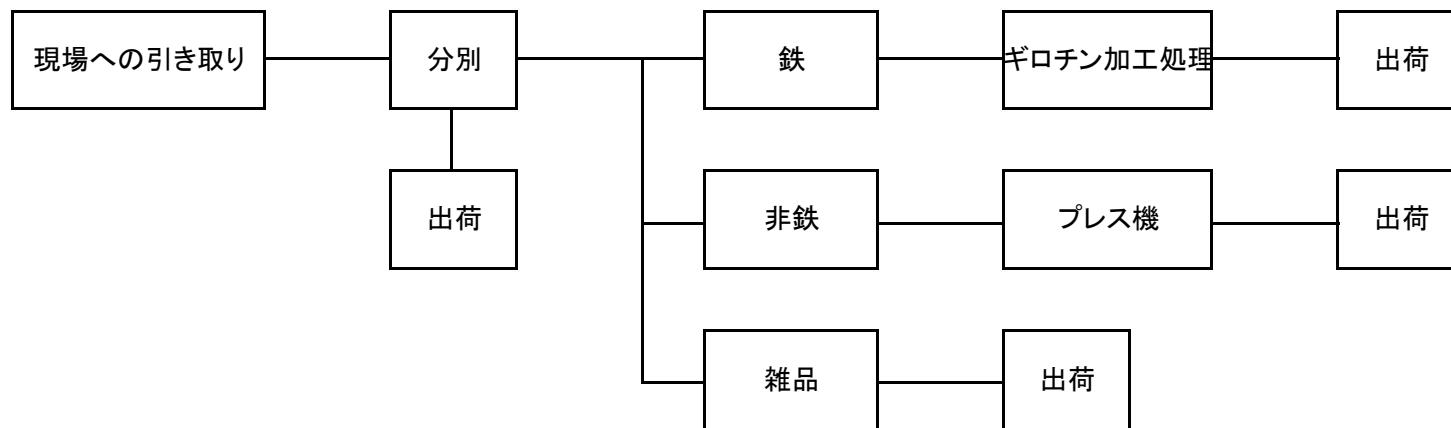 現場への引き取り
分別
鉄
ギロチン加工処理
出荷
出荷
非鉄
プレス機
出荷
雑品
出荷